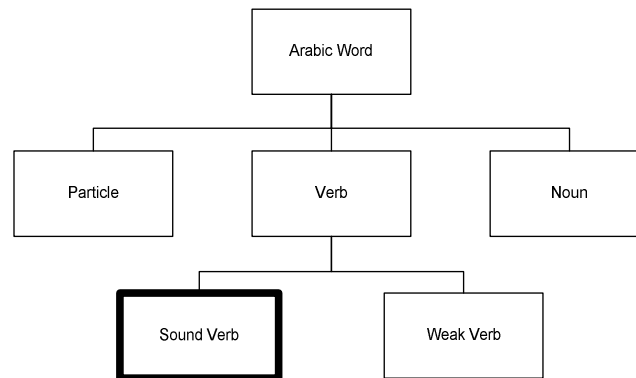 Arabic Word
Particle
Verb
Noun
Sound Verb
Weak Verb